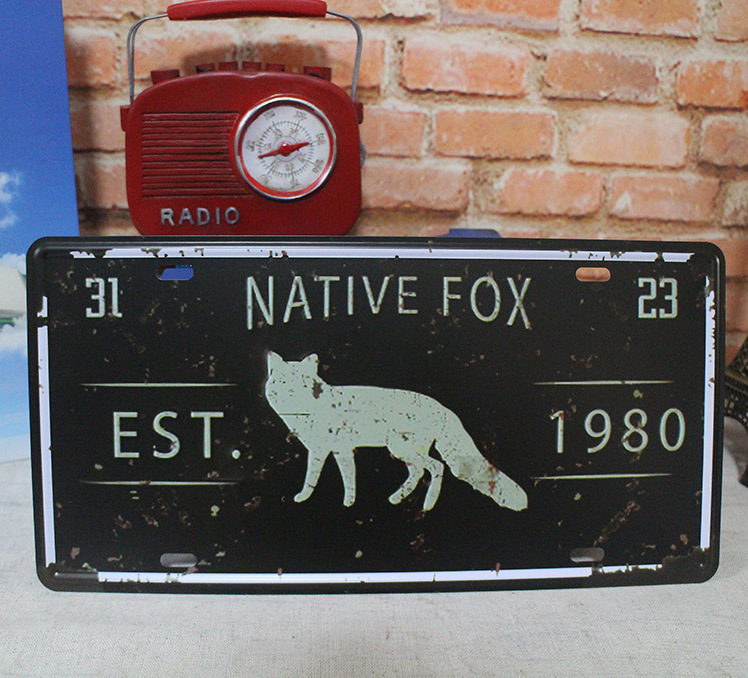 RADIO
31 NATIVE FOX 23
EST. 1980